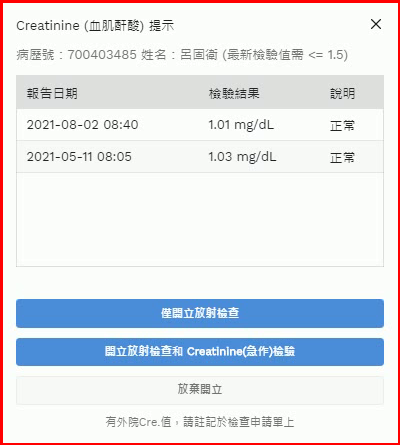 Creatinine (血肌酐酸) 提示
病歷號：700403485 姓名：呂固衛 (最新檢驗值需 <= 1.5)
報告日期 檢驗結果 說明
2021-08-02 08:40 1.01 mg/dL 正常
2021-05-11 08:05 1.03 mg/dL 正常
僅開立放射檢查
開立放射檢查和 Creatinine(急作)檢驗
放棄開立
有外院Cre.值，請註記於檢查申請單上